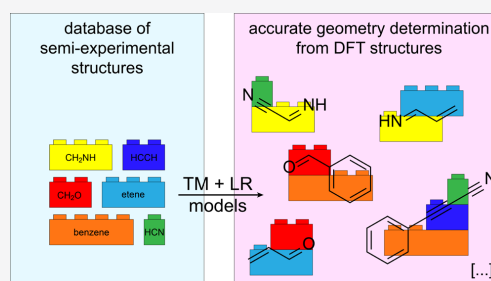 database of
semi-experimental
structures
CH₂NH
HCCH
CH₂O
etene
benzene
HCN
TM + LR
models
accurate geometry determination
from DFT structures
N
NH
HN
O
N
O
[...]